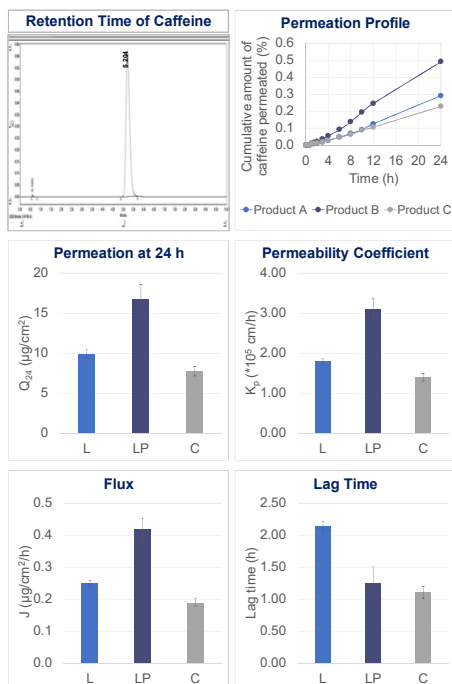 Retention Time of Caffeine
5.204
Permeation Profile
Cumulative amount of
caffeine permeated (%)
0.6
0.5
0.4
0.3
0.2
0.1
0.0
0 4 8 12 16 20 24
Time (h)
Product A Product B Product C
Permeation at 24 h
Q24 (µg/cm²)
20
15
10
5
0
L LP C
Permeability Coefficient
Kp (*10⁵ cm/h)
4.00
3.00
2.00
1.00
0.00
L LP C
Flux
J (µg/cm²/h)
0.5
0.4
0.3
0.2
0.1
0.0
L LP C
Lag Time
Lag time (h)
2.50
2.00
1.50
1.00
0.50
0.00
L LP C